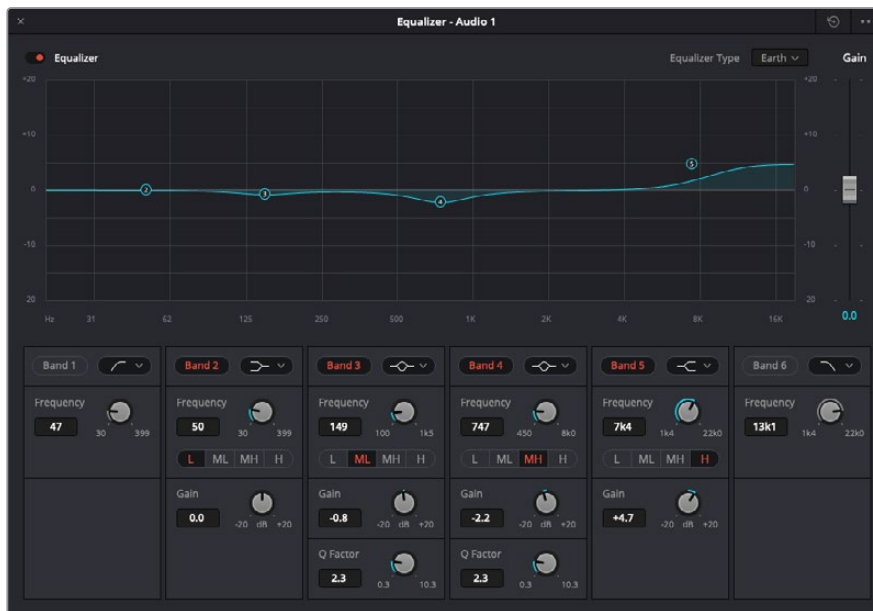 Equalizer - Audio 1
Equalizer
Equalizer Type Earth Gain
+20 +20
+10 +10
0 0
-10 -10
20 20
2 3 4 5
Hz 31 62 125 250 500 1K 2K 4K 8K 16K
0.0
Band 1 Band 2 Band 3 Band 4 Band 5 Band 6
Frequency Frequency Frequency Frequency Frequency Frequency
47 30 399 50 30 399 149 100 1k5 747 450 8k0 7k4 1k4 22k0 13k1 1k4 22k0
L ML MH H L ML MH H L ML MH H L ML MH H
Gain Gain Gain Gain
0.0 -20 dB +20 -0.8 -20 dB +20 -2.2 -20 dB +20 +4.7 -20 dB +20
Q Factor Q Factor
2.3 0.3 10.3 2.3 0.3 10.3